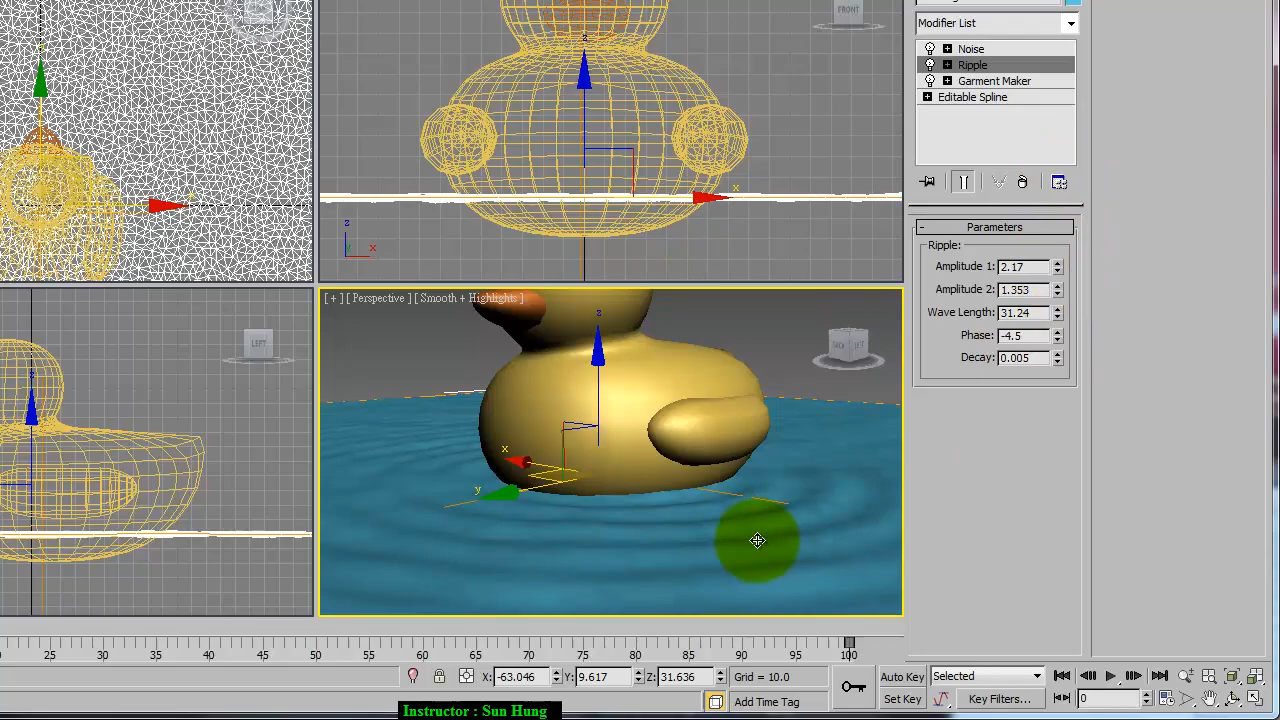 FRONT
z
x
z
x
Modifier List
Noise
Ripple
Garment Maker
Editable Spline
Parameters
Ripple:
Amplitude 1: 2.17
Amplitude 2: 1.353
Wave Length: 31.24
Phase: -4.5
Decay: 0.005
[ + ] [ Perspective ] [ Smooth + Highlights ]
LEFT
z
x
y
25 30 35 40 45 50 55 60 65 70 75 80 85 90 95 100
X: -63.046 Y: 9.617 Z: 31.636 Grid = 10.0 Auto Key Selected
Add Time Tag Set Key Key Filters... 0
Instructor : Sun Hung